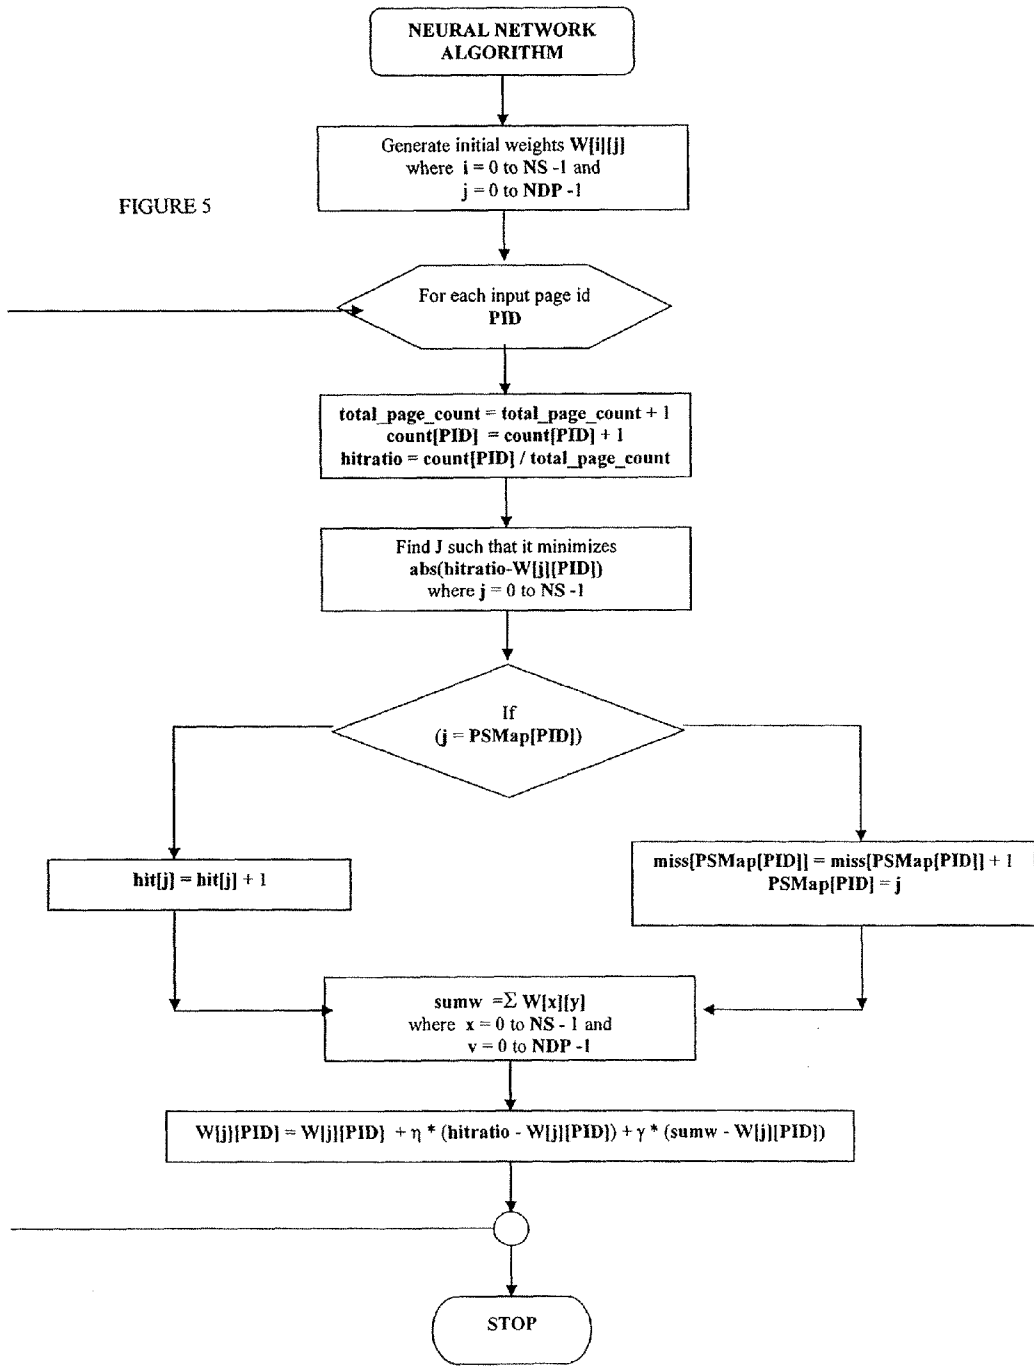 NEURAL NETWORK
ALGORITHM
Generate initial weights W[i][j]
where i = 0 to NS -1 and
j = 0 to NDP -1
FIGURE 5
For each input page id
PID
total_page_count = total_page_count + 1
count[PID] = count[PID] + 1
hitratio = count[PID] / total_page_count
Find J such that it minimizes
abs(hitratio-W[j][PID])
where j = 0 to NS -1
If
(j = PSMap[PID])
hit[j] = hit[j] + 1
miss[PSMap[PID]] = miss[PSMap[PID]] + 1
PSMap[PID] = j
sumw =Σ W[x][y]
where x = 0 to NS - 1 and
v = 0 to NDP -1
W[j][PID] = W[j][PID] + η * (hitratio - W[j][PID]) + γ * (sumw - W[j][PID])
STOP